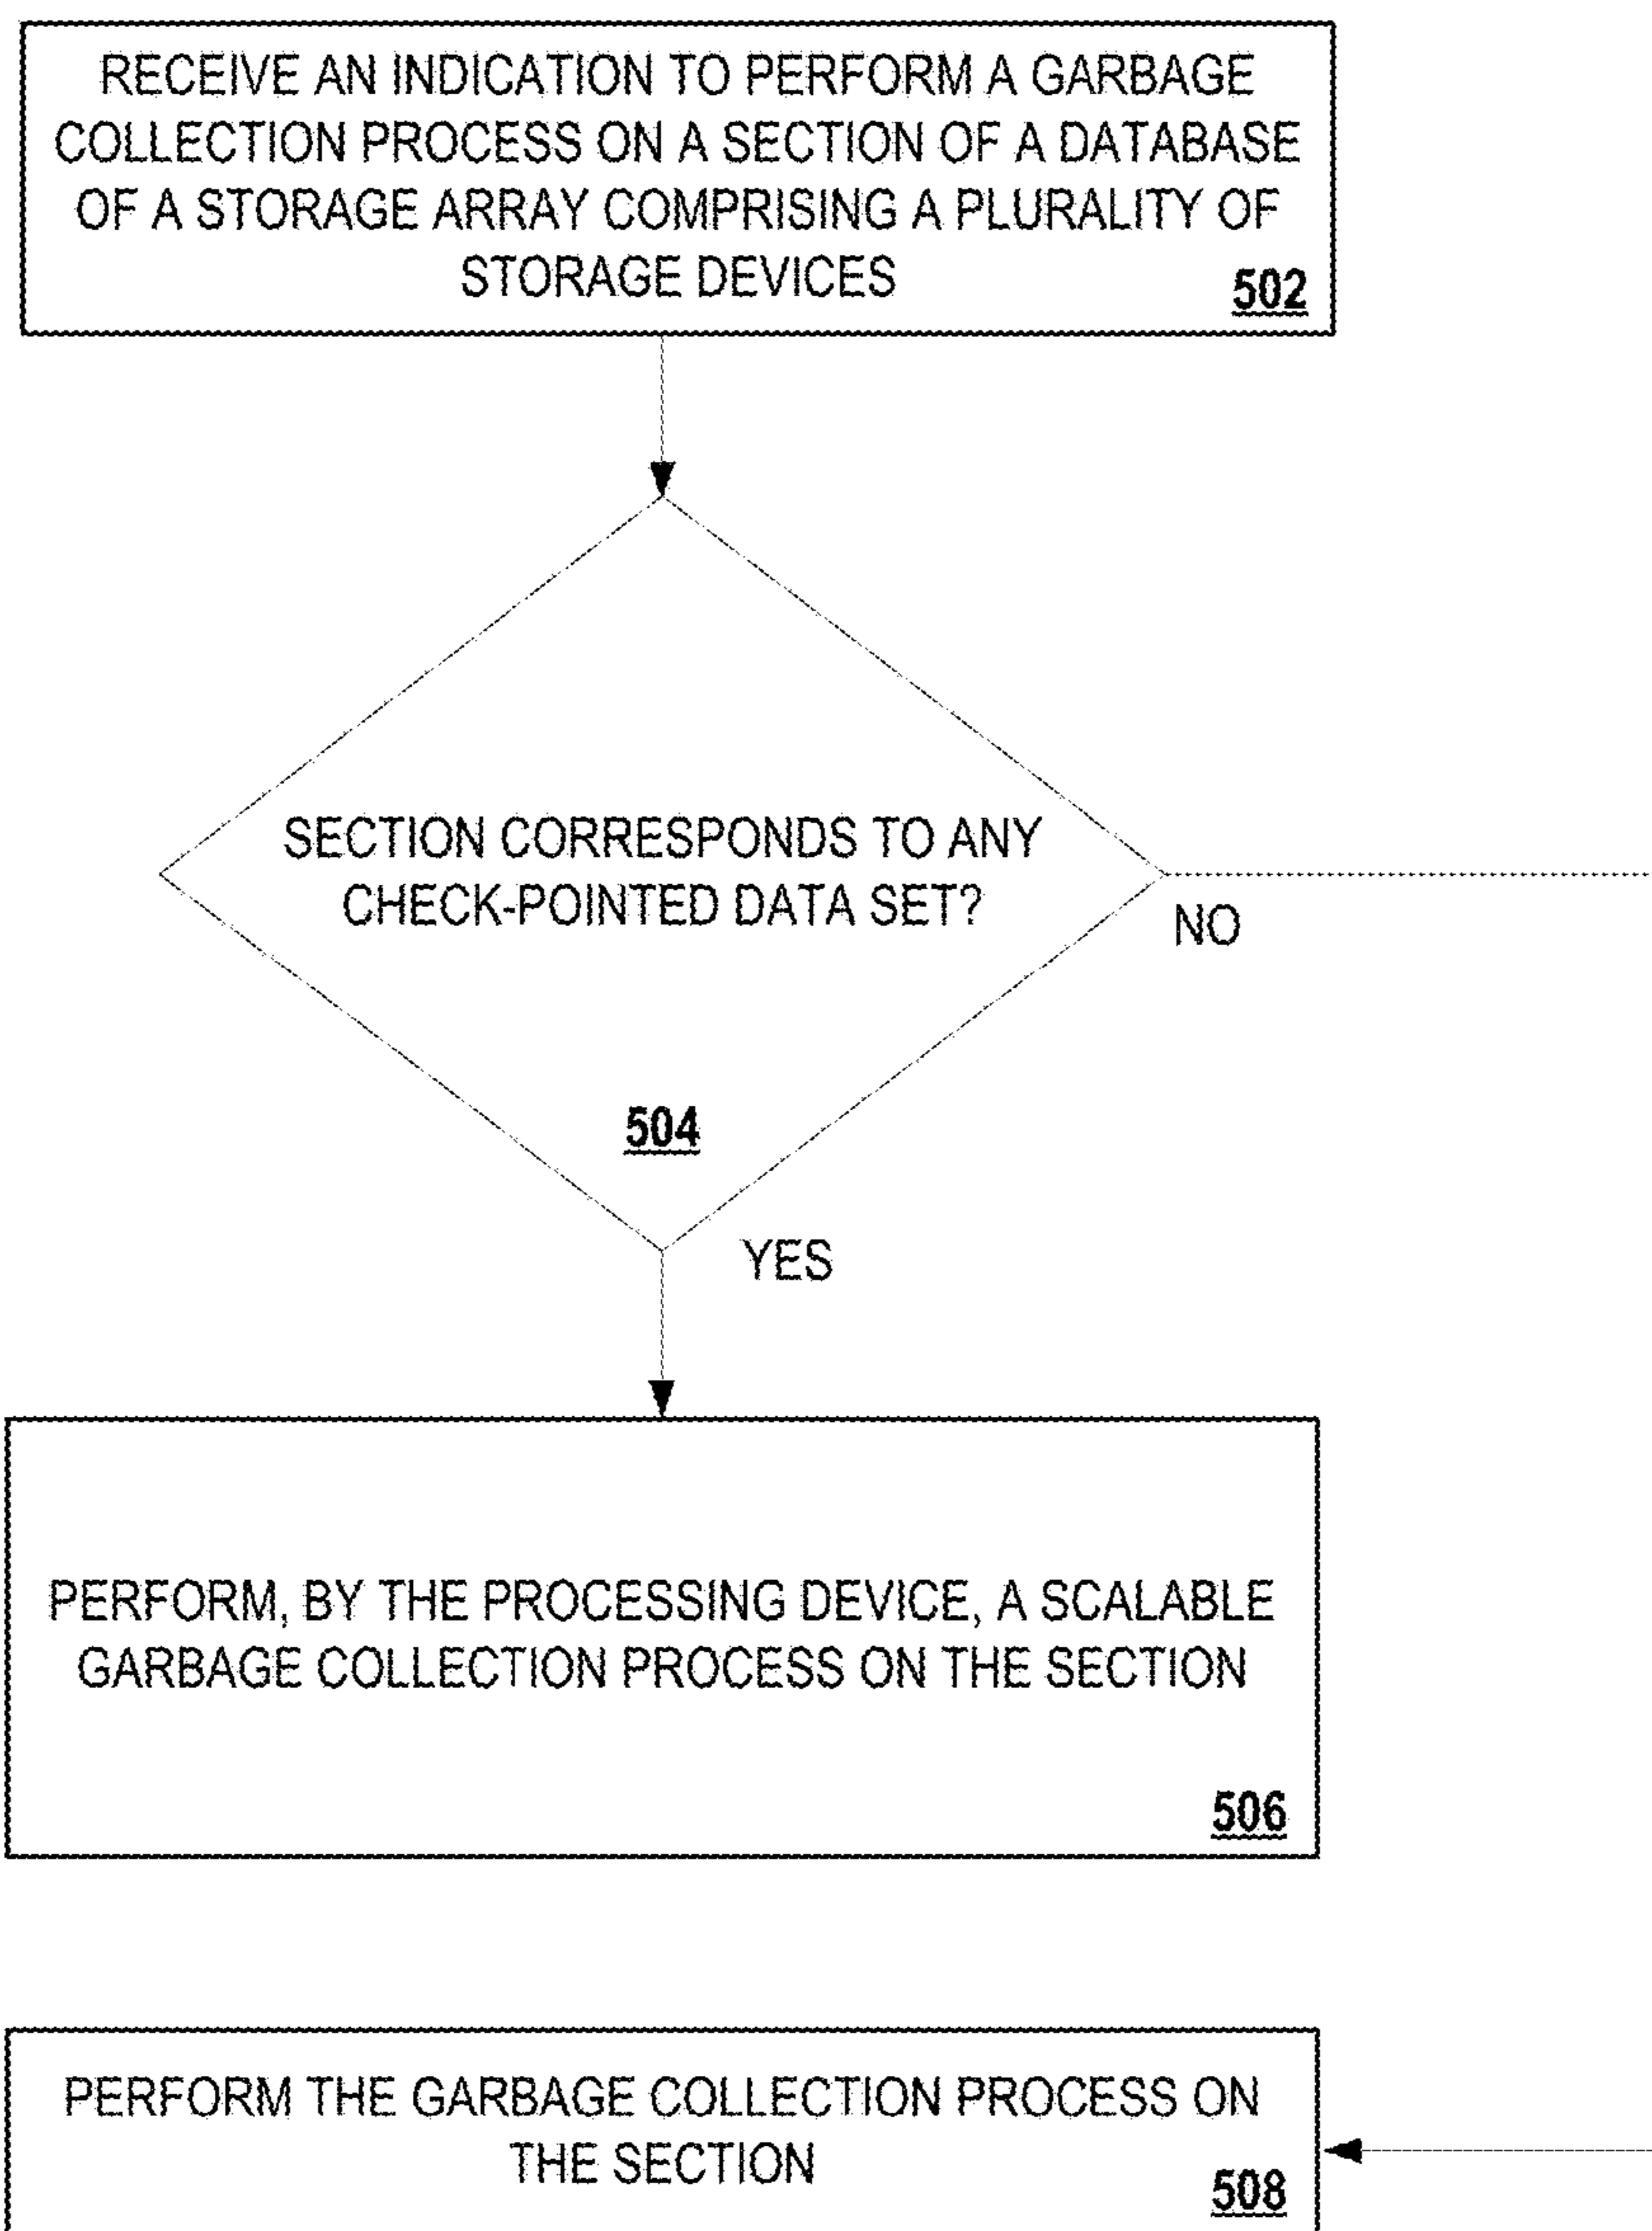 RECEIVE AN INDICATION TO PERFORM A GARBAGE
COLLECTION PROCESS ON A SECTION OF A DATABASE
OF A STORAGE ARRAY COMPRISING A PLURALITY OF
STORAGE DEVICES
502
SECTION CORRESPONDS TO ANY
CHECK-POINTED DATA SET?
NO
504
YES
PERFORM, BY THE PROCESSING DEVICE, A SCALABLE
GARBAGE COLLECTION PROCESS ON THE SECTION
506
PERFORM THE GARBAGE COLLECTION PROCESS ON
THE SECTION
508